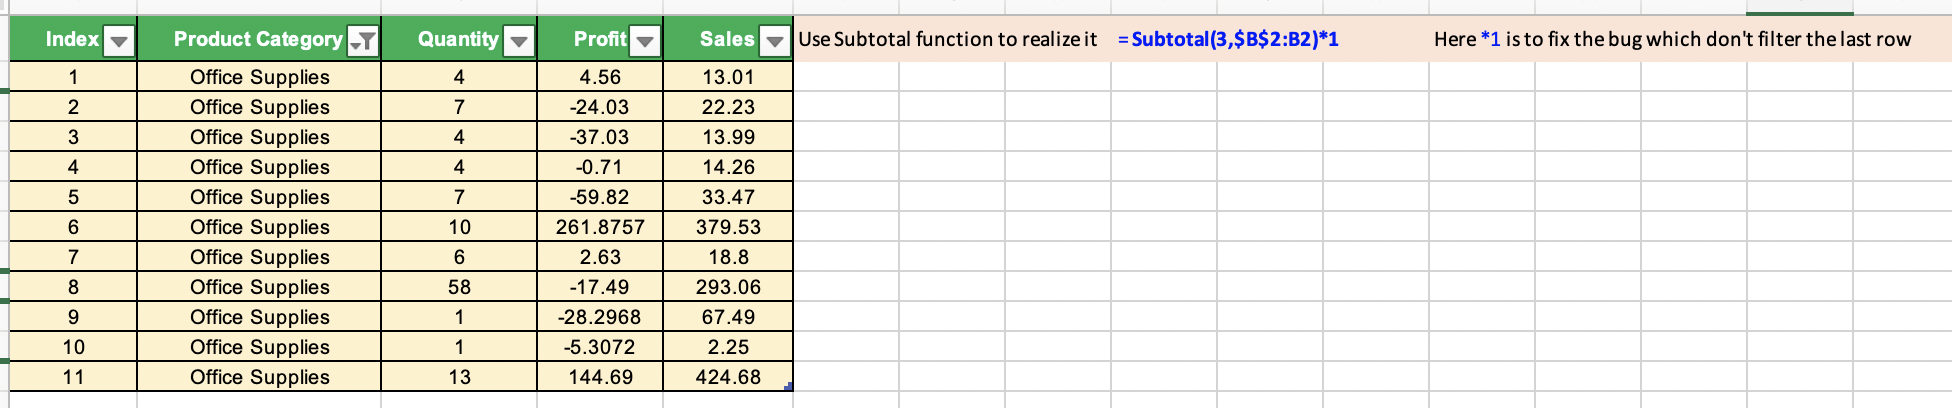 Index Product Category Quantity Profit Sales Use Subtotal function to realize it =Subtotal(3,$B$2:B2)*1 Here *1 is to fix the bug which don't filter the last row
1 Office Supplies 4 4.56 13.01
2 Office Supplies 7 -24.03 22.23
3 Office Supplies 4 -37.03 13.99
4 Office Supplies 4 -0.71 14.26
5 Office Supplies 7 -59.82 33.47
6 Office Supplies 10 261.8757 379.53
7 Office Supplies 6 2.63 18.8
8 Office Supplies 58 -17.49 293.06
9 Office Supplies 1 -28.2968 67.49
10 Office Supplies 1 -5.3072 2.25
11 Office Supplies 13 144.69 424.68